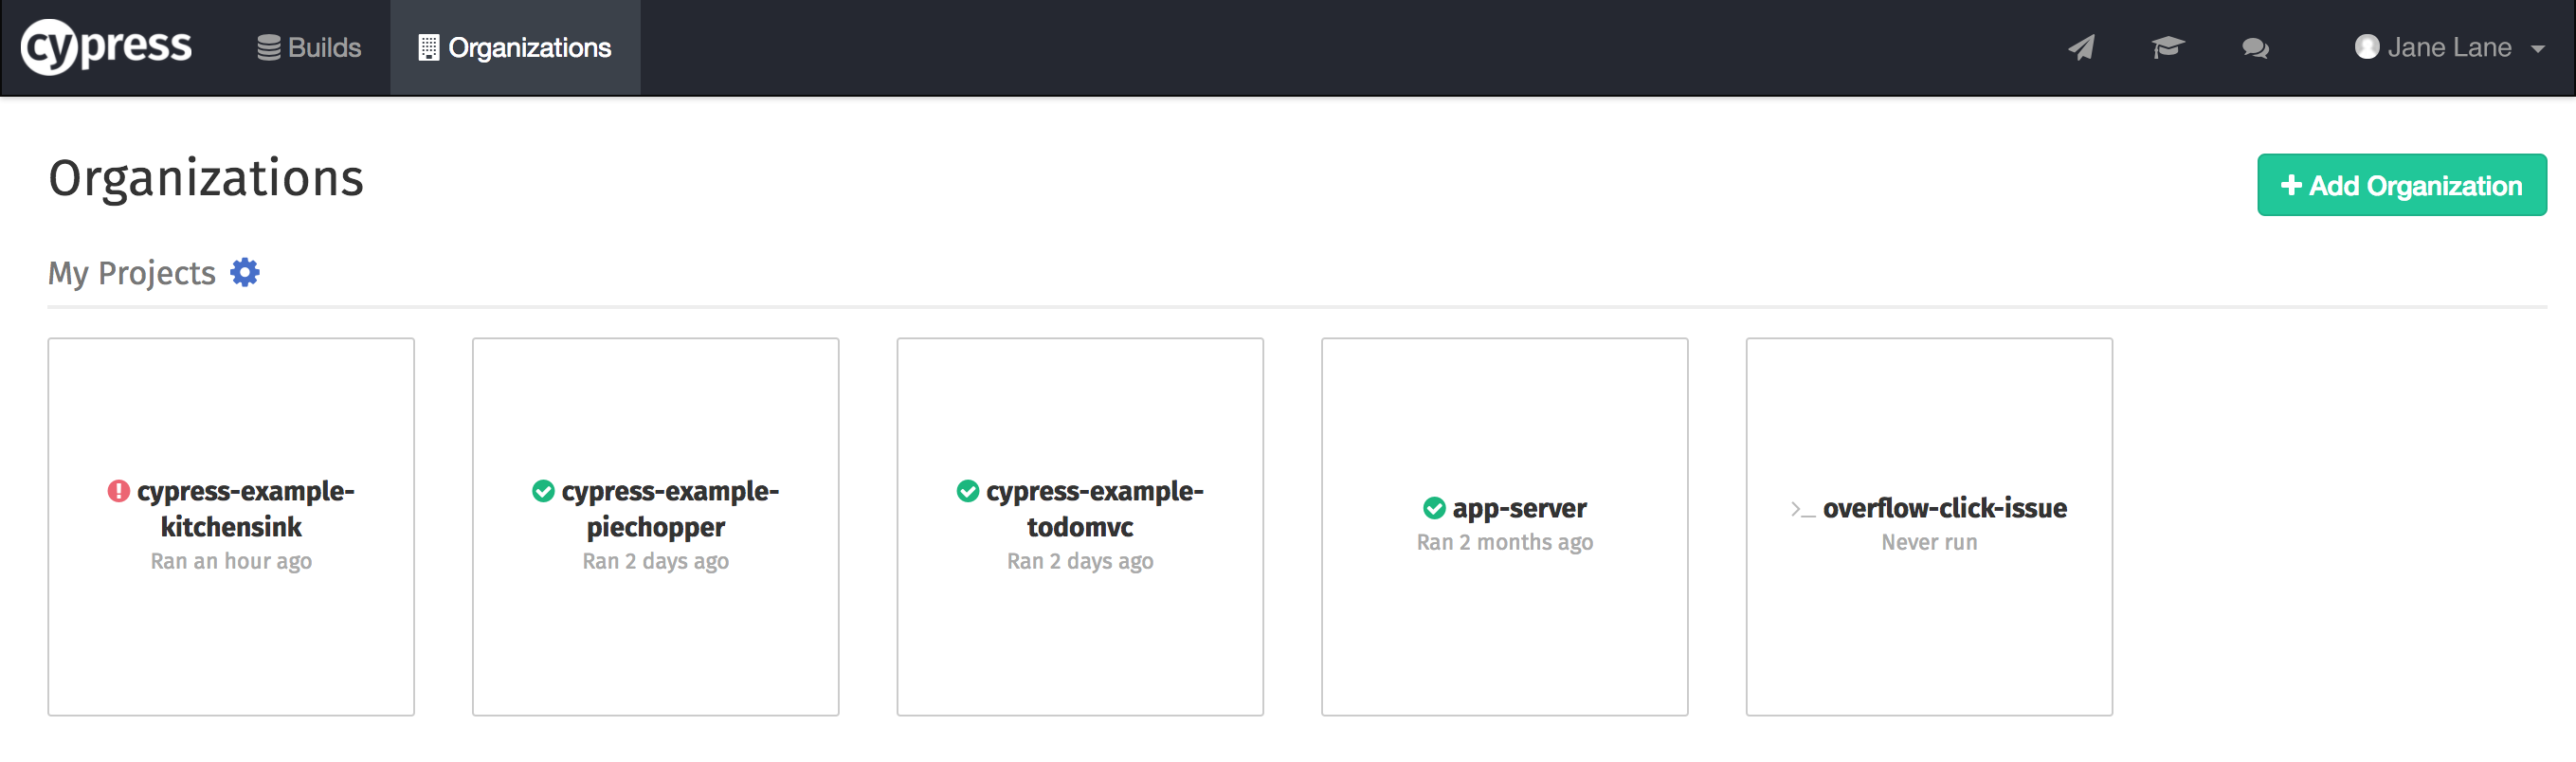 cypress Builds Organizations Jane Lane
Organizations
+ Add Organization
My Projects
cypress-example-
kitchensink
Ran an hour ago
cypress-example-
piechopper
Ran 2 days ago
cypress-example-
todomvc
Ran 2 days ago
app-server
Ran 2 months ago
overflow-click-issue
Never run